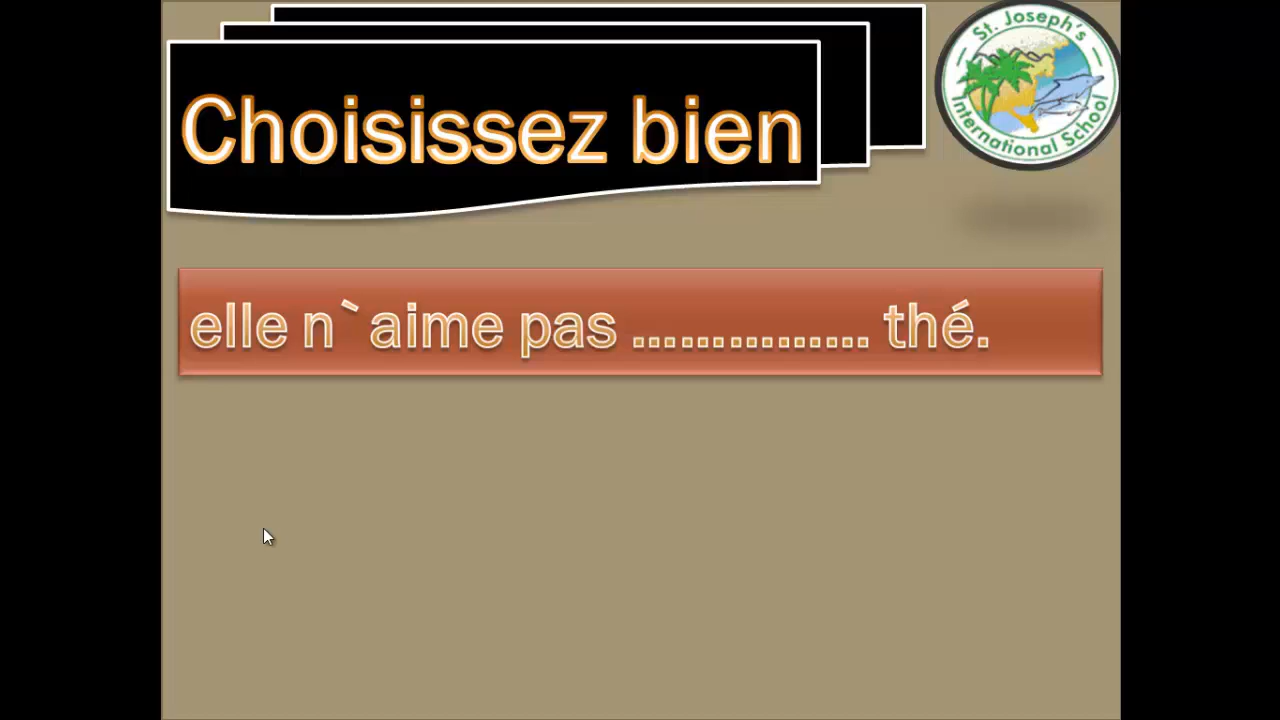 Choisissez bien
St. Joseph's
International School
elle n`aime pas ............... thé.